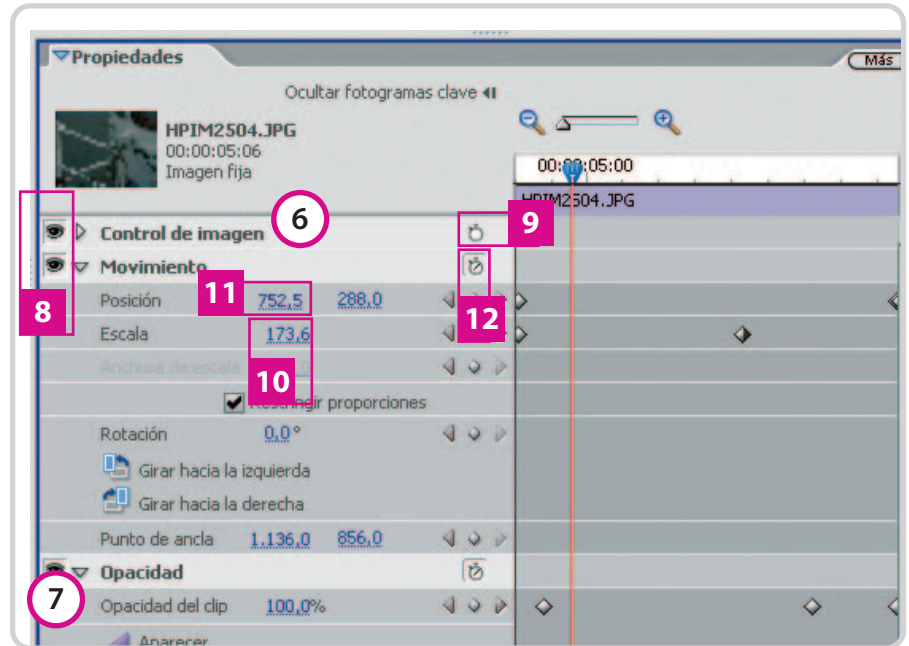 Propiedades
Más
Ocultar fotogramas clave
HPIM2504.JPG
00:00:05:06
Imagen fija
00:00:05:00
HPIM2504.JPG
6
9
Control de imagen
Movimiento
8
11
12
Posición 752,5 288,0
Escala 173,6
Anchura de escala
10
Restringir proporciones
Rotación 0,0°
Girar hacia la izquierda
Girar hacia la derecha
Punto de ancla 1.136,0 856,0
Opacidad
7
Opacidad del clip 100,0%
Aparecer